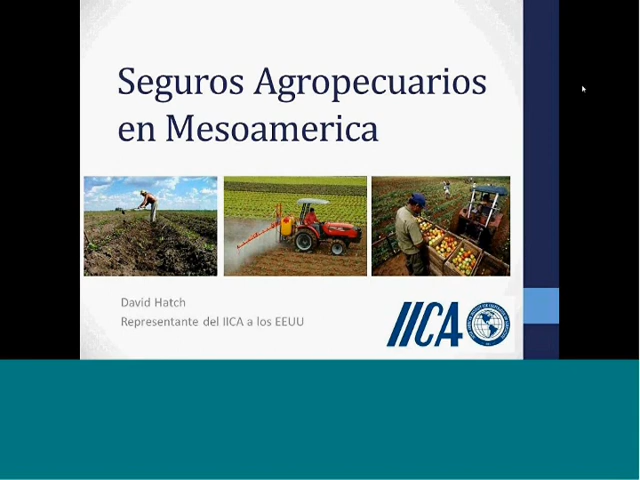 Seguros Agropecuarios
en Mesoamerica
David Hatch
Representante del IICA a los EEUU
IICA